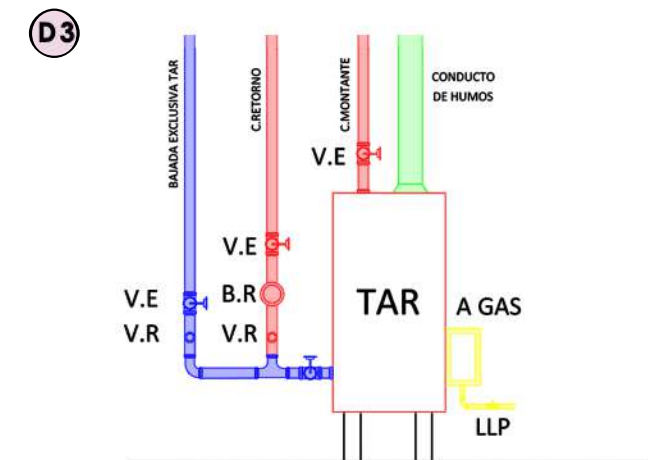 D3
BAJADA EXCLUSIVA TAR
C.RETORNO
C.MONTANTE
CONDUCTO
DE HUMOS
V.E
V.E
V.E
B.R
TAR
A GAS
V.R
V.R
LLP